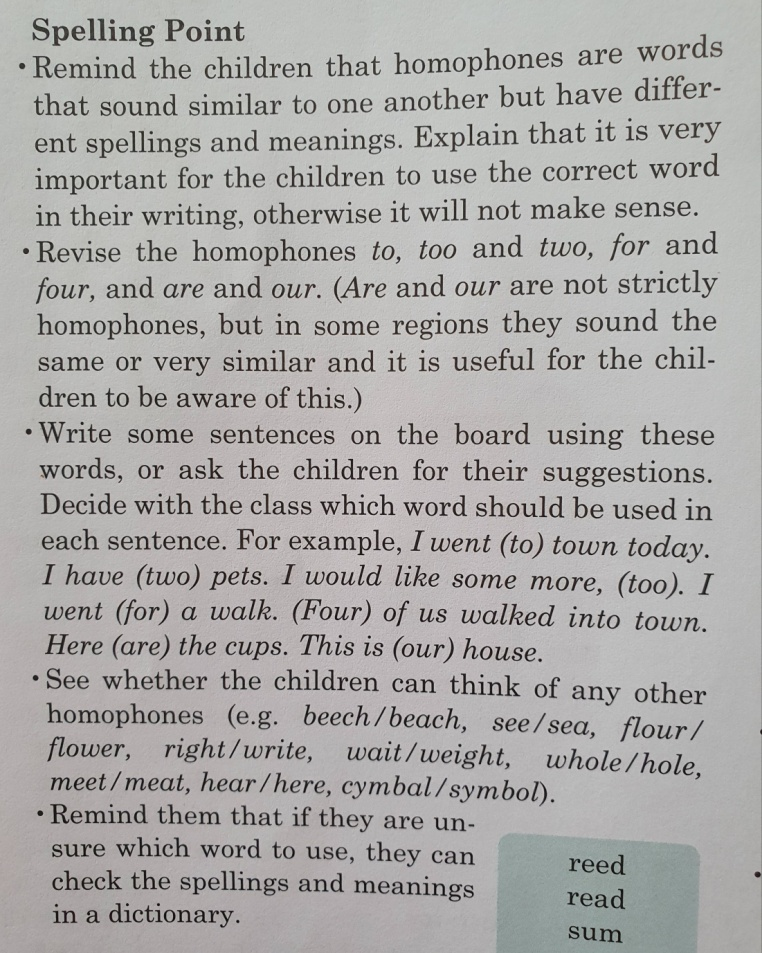 Spelling Point
• Remind the children that homophones are words
that sound similar to one another but have differ-
ent spellings and meanings. Explain that it is very
important for the children to use the correct word
in their writing, otherwise it will not make sense.
• Revise the homophones to, too and two, for and
four, and are and our. (Are and our are not strictly
homophones, but in some regions they sound the
same or very similar and it is useful for the chil-
dren to be aware of this.)
• Write some sentences on the board using these
words, or ask the children for their suggestions.
Decide with the class which word should be used in
each sentence. For example, I went (to) town today.
I have (two) pets. I would like some more, (too). I
went (for) a walk. (Four) of us walked into town.
Here (are) the cups. This is (our) house.
• See whether the children can think of any other
homophones (e.g. beech/beach, see/sea, flour/
flower, right/write, wait/weight, whole/hole,
meet/meat, hear/here, cymbal/symbol).
• Remind them that if they are un-
sure which word to use, they can
check the spellings and meanings
in a dictionary.
reed
read
sum